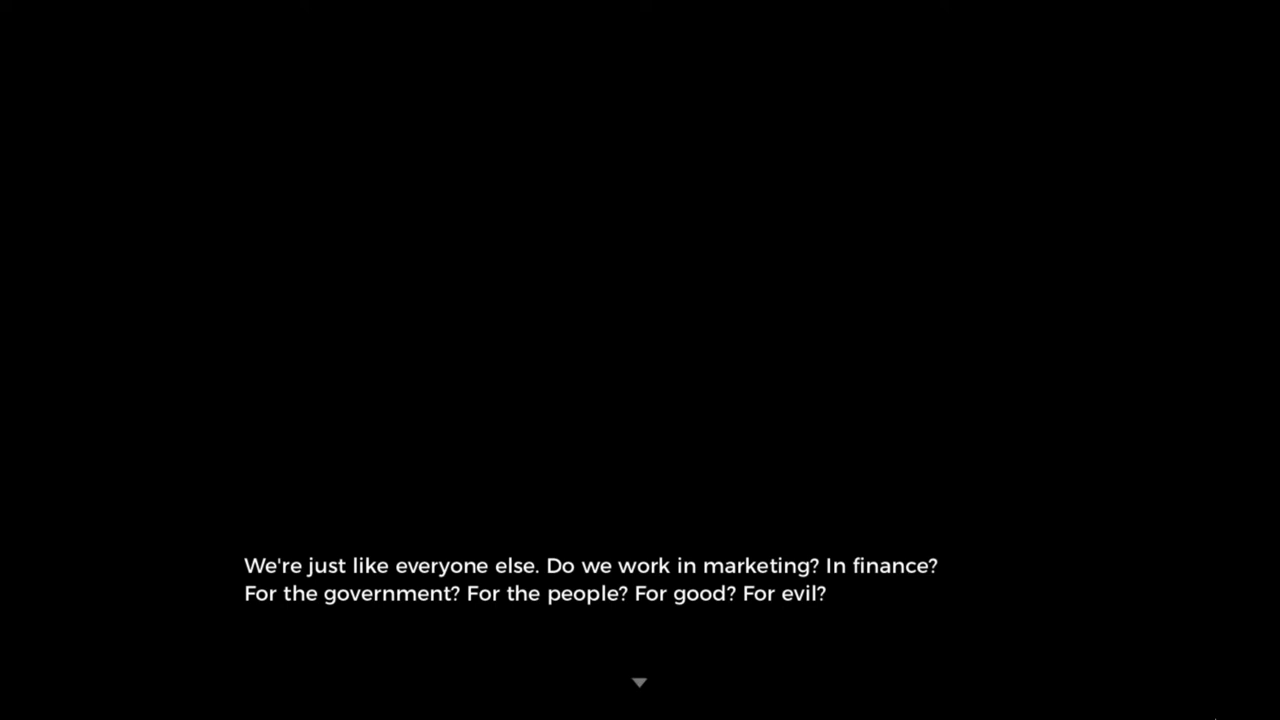 We're just like everyone else. Do we work in marketing? In finance?
For the government? For the people? For good? For evil?